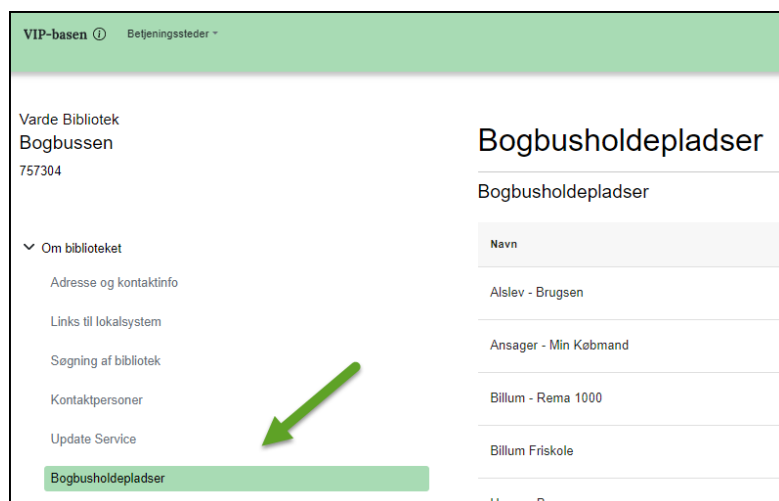 VIP-basen ⓘ Betjeningssteder
Varde Bibliotek
Bogbussen
757304
Om biblioteket
Adresse og kontaktinfo
Links til lokalsystem
Søgning af bibliotek
Kontaktpersoner
Update Service
Bogbusholdepladser
Bogbusholdepladser
Bogbusholdepladser
Navn
Alslev - Brugsen
Ansager - Min Købmand
Billum - Rema 1000
Billum Friskole